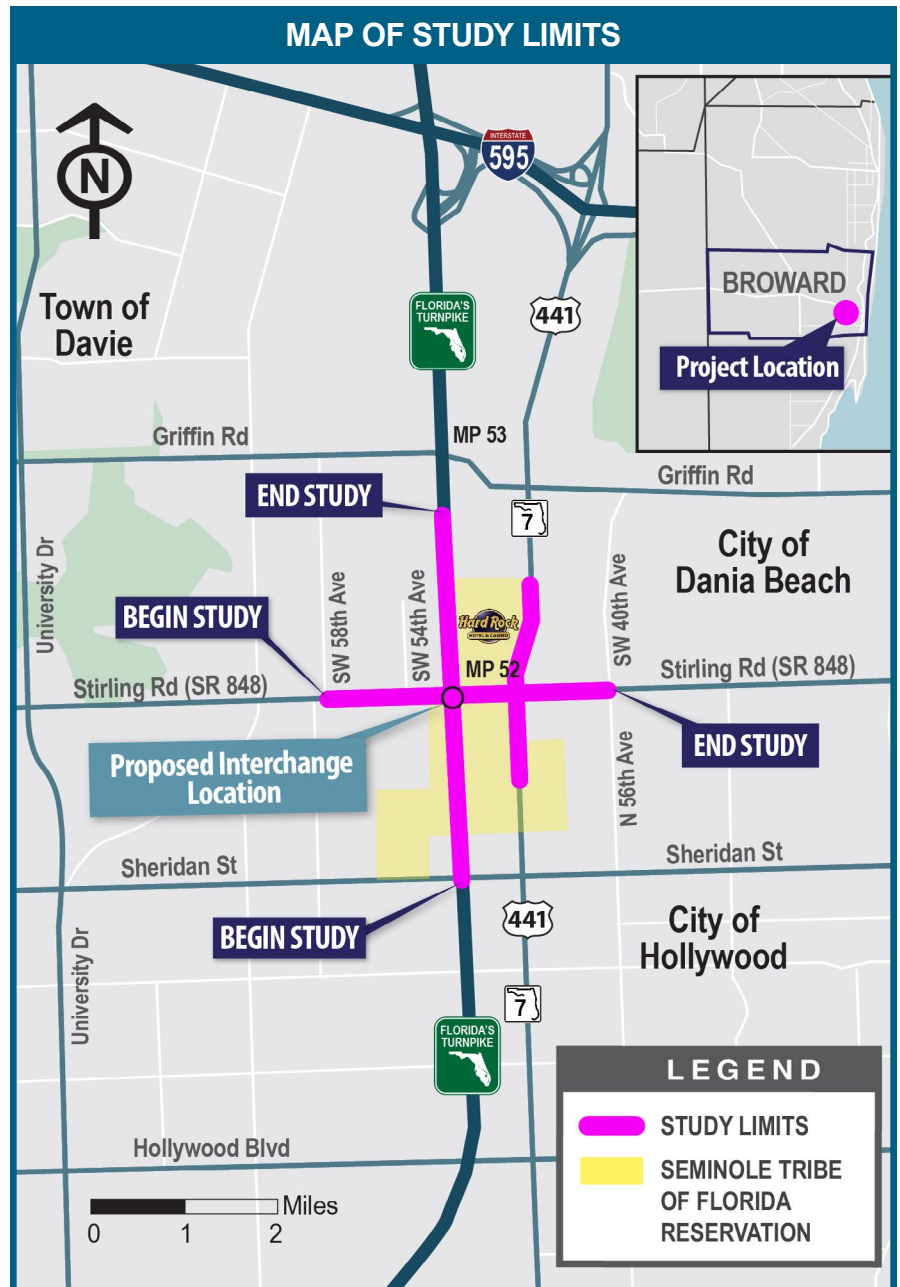 MAP OF STUDY LIMITS
N
INTERSTATE
595
BROWARD
Project Location
Town of
Davie
FLORIDA'S
TURNPIKE
441
MP 53
Griffin Rd
Griffin Rd
END STUDY
7
City of
Dania Beach
University Dr
SW 58th Ave
SW 54th Ave
SW 40th Ave
BEGIN STUDY
Hard Rock
HOTEL & CASINO
MP 52
Stirling Rd (SR 848)
Stirling Rd (SR 848)
END STUDY
Proposed Interchange
Location
N 56th Ave
Sheridan St
Sheridan St
BEGIN STUDY
441
City of
Hollywood
University Dr
7
FLORIDA'S
TURNPIKE
LEGEND
STUDY LIMITS
SEMINOLE TRIBE
OF FLORIDA
RESERVATION
Hollywood Blvd
Miles
0 1 2